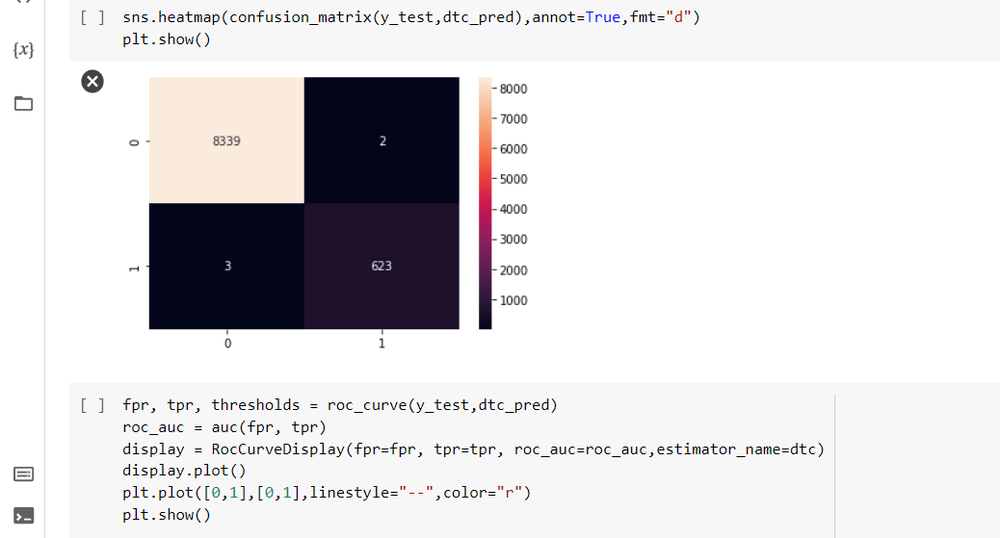 [ ] sns.heatmap(confusion_matrix(y_test,dtc_pred),annot=True,fmt="d")
plt.show()
{x}
8339 2
3 623
0
1
0 1
8000
7000
6000
5000
4000
3000
2000
1000
[ ] fpr, tpr, thresholds = roc_curve(y_test,dtc_pred)
roc_auc = auc(fpr, tpr)
display = RocCurveDisplay(fpr=fpr, tpr=tpr, roc_auc=roc_auc,estimator_name=dtc)
display.plot()
plt.plot([0,1],[0,1],linestyle="--",color="r")
plt.show()